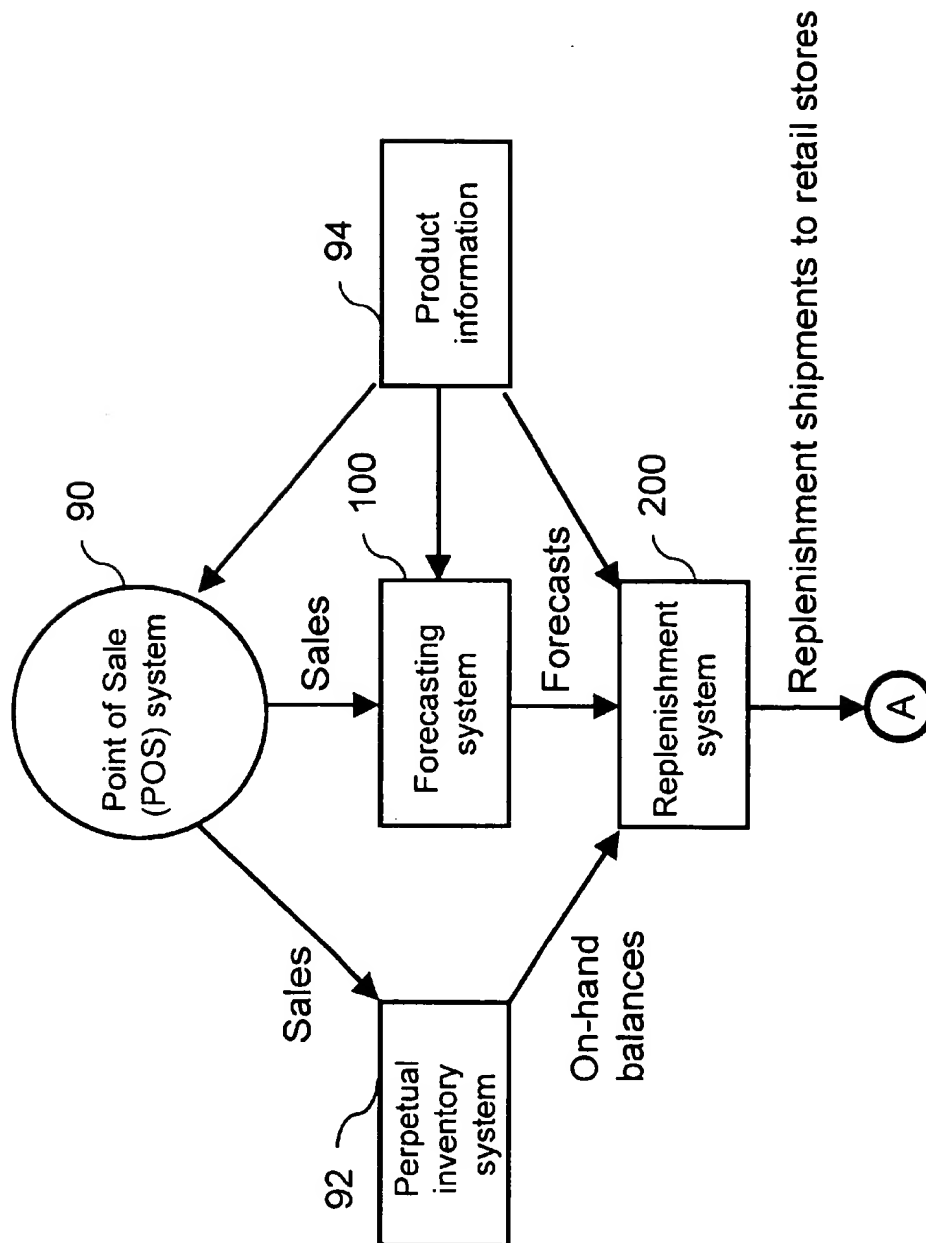 90
Point of Sale
(POS) system
Sales
Sales
92
Perpetual
inventory
system
100
Forecasting
system
94
Product
information
On-hand
balances
Forecasts
200
Replenishment
system
Replenishment shipments to retail stores
A